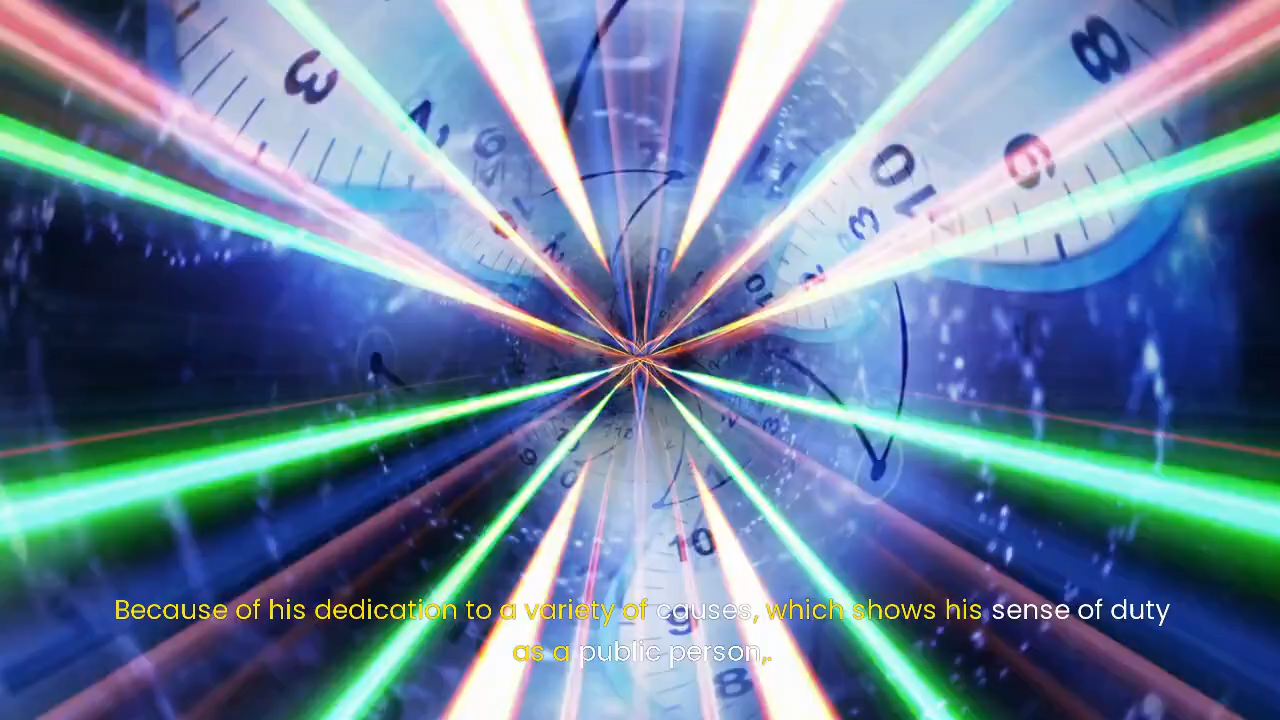 Because of his dedication to a variety of causes, which shows his sense of duty
as a public person,.